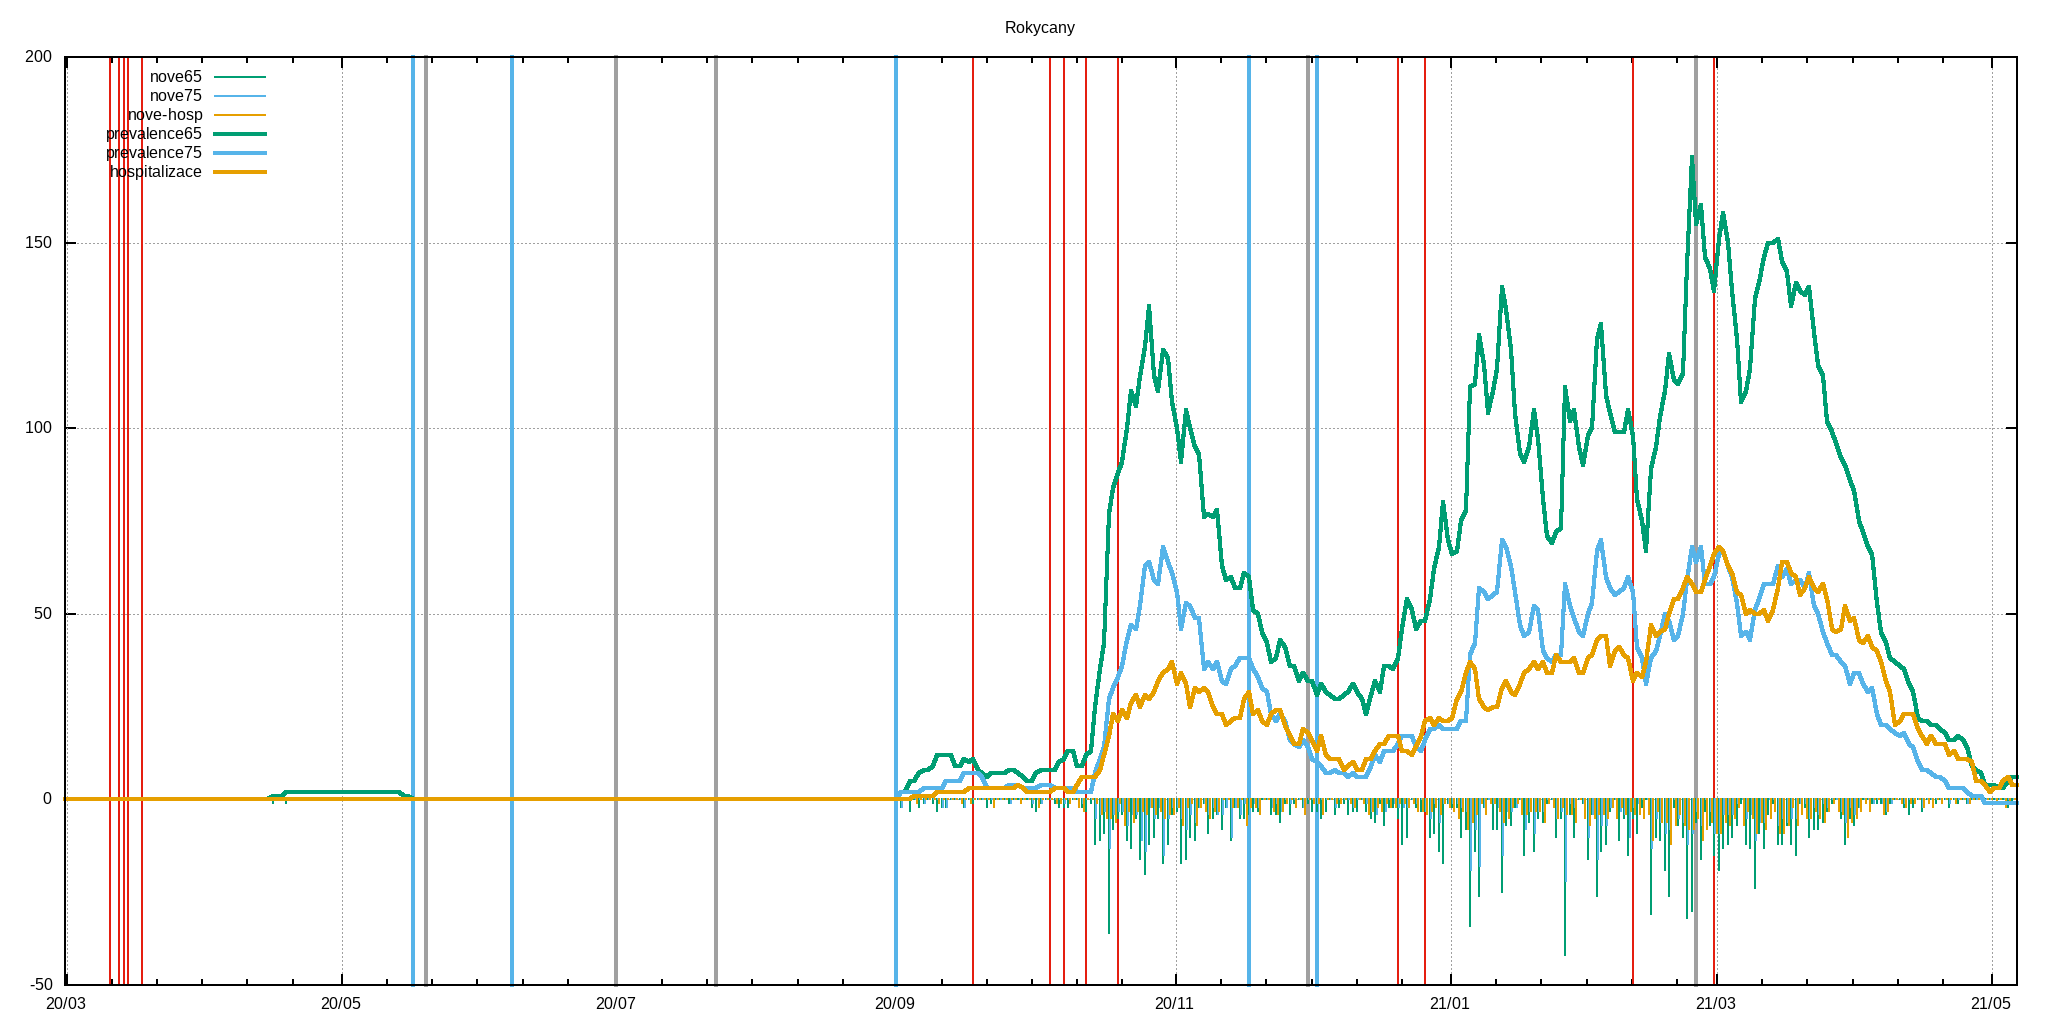 Rokycany
200
150
100
50
0
-50
nove65
nove75
nove-hosp
prevalence65
prevalence75
hospitalizace
20/03 20/05 20/07 20/09 20/11 21/01 21/03 21/05